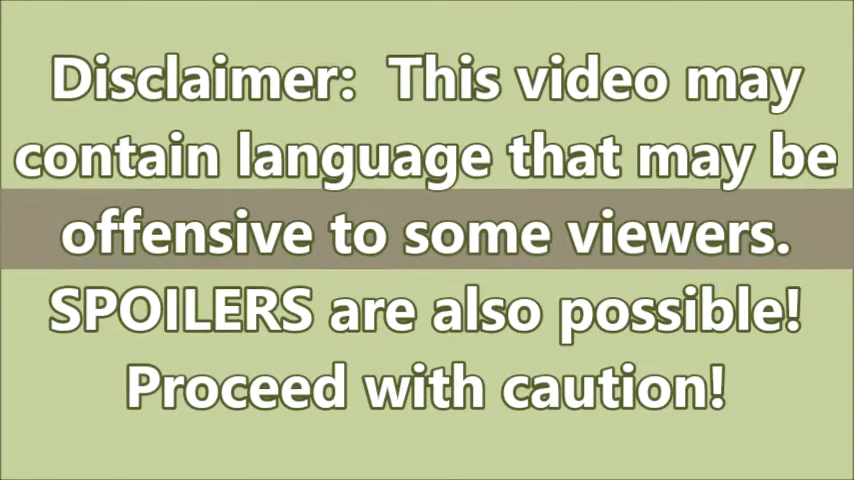 Disclaimer:  This video may
contain language that may be
offensive to some viewers.
SPOILERS are also possible!
Proceed with caution!